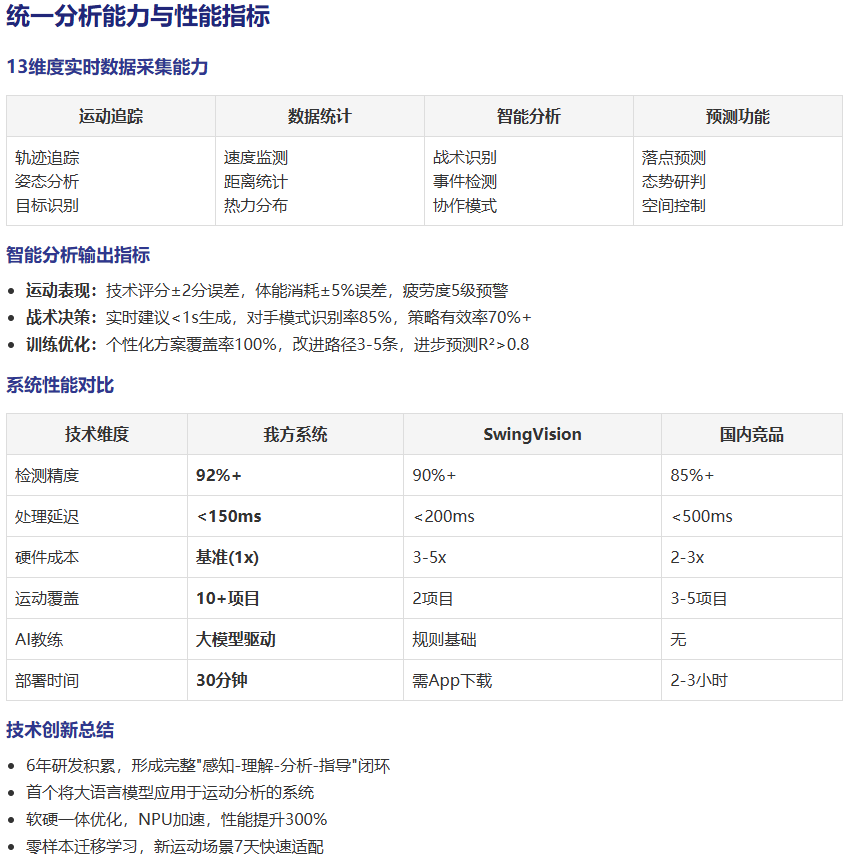 统一分析能力与性能指标
13维度实时数据采集能力
运动追踪 数据统计 智能分析 预测功能
轨迹追踪 速度监测 战术识别 落点预测
姿态分析 距离统计 事件检测 态势研判
目标识别 热力分布 协作模式 空间控制
智能分析输出指标
• 运动表现：技术评分±2分误差，体能消耗±5%误差，疲劳度5级预警
• 战术决策：实时建议<1s生成，对手模式识别率85%，策略有效率70%+
• 训练优化：个性化方案覆盖率100%，改进路径3-5条，进步预测R²>0.8
系统性能对比
技术维度 我方系统 SwingVision 国内竞品
检测精度 92%+ 90%+ 85%+
处理延迟 <150ms <200ms <500ms
硬件成本 基准(1x) 3-5x 2-3x
运动覆盖 10+项目 2项目 3-5项目
AI教练 大模型驱动 规则基础 无
部署时间 30分钟 需App下载 2-3小时
技术创新总结
• 6年研发积累，形成完整"感知-理解-分析-指导"闭环
• 首个将大语言模型应用于运动分析的系统
• 软硬一体优化，NPU加速，性能提升300%
• 零样本迁移学习，新运动场景7天快速适配